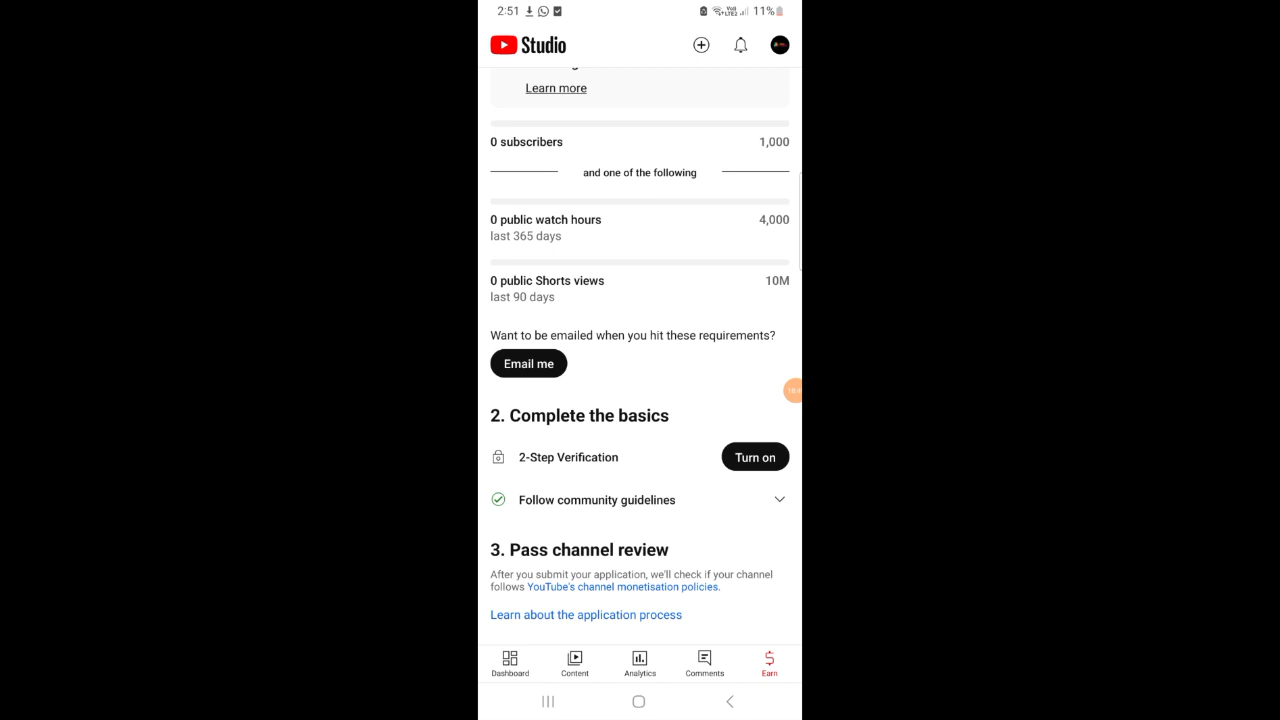 2:51 11%
Studio
Learn more
0 subscribers 1,000
and one of the following
0 public watch hours 4,000
last 365 days
0 public Shorts views 10M
last 90 days
Want to be emailed when you hit these requirements?
Email me
2. Complete the basics
2-Step Verification Turn on
Follow community guidelines
3. Pass channel review
After you submit your application, we'll check if your channel
follows YouTube's channel monetisation policies.
Learn about the application process
Dashboard Content Analytics Comments Earn